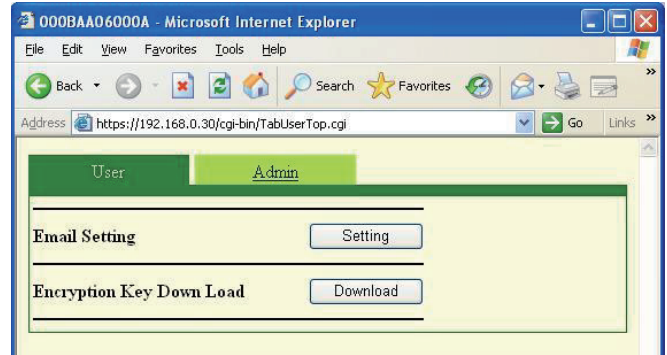 000BAA06000A - Microsoft Internet Explorer
File Edit View Favorites Tools Help
Back Search Favorites »
Address https://192.168.0.30/cgi-bin/TabUserTop.cgi Go Links »
User Admin
Email Setting Setting
Encryption Key Down Load Download